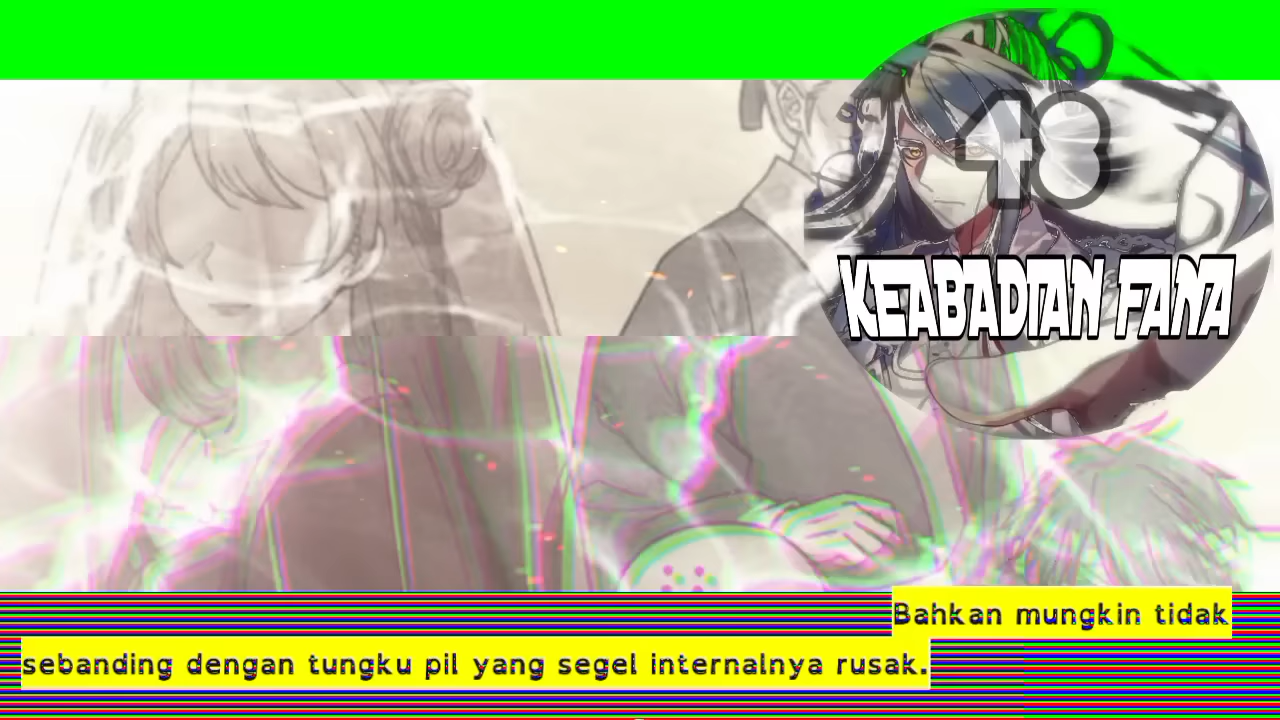 48
KEABADIAN FANA
Bahkan mungkin tidak
sebanding dengan tungku pil yang segel internalnya rusak.